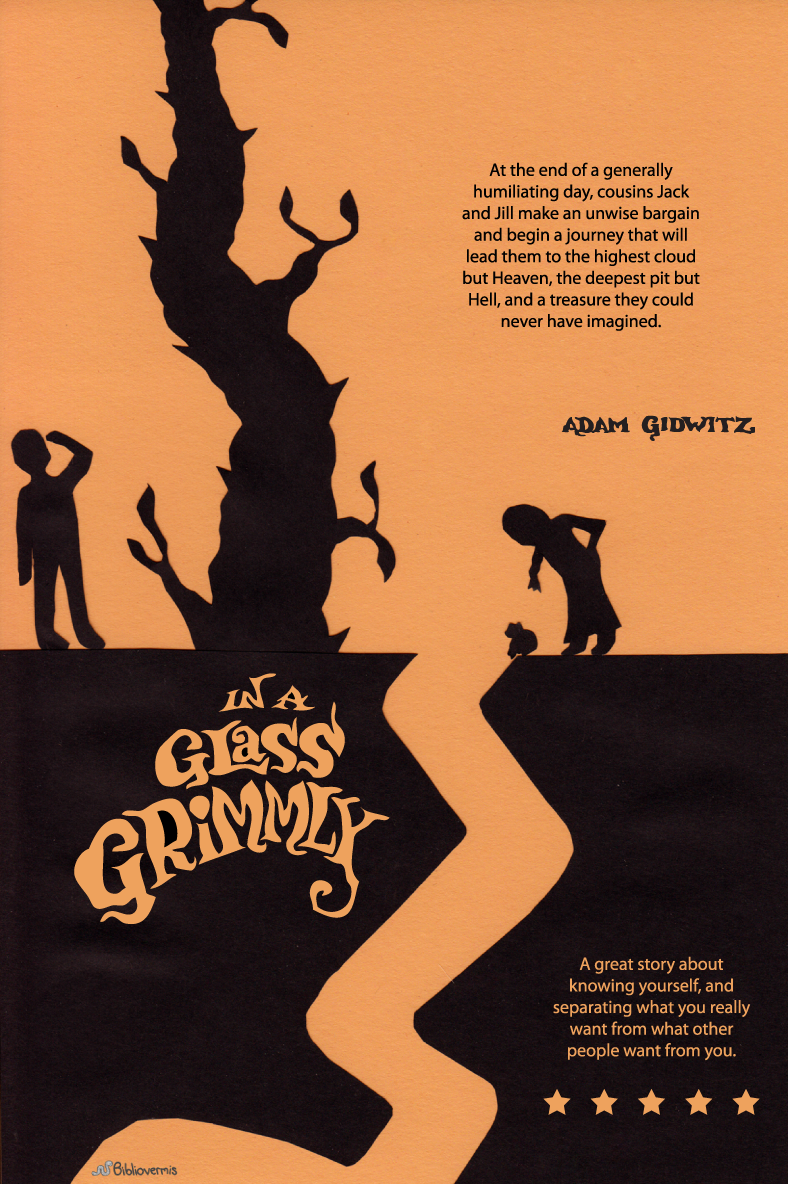 At the end of a generally
humiliating day, cousins Jack
and Jill make an unwise bargain
and begin a journey that will
lead them to the highest cloud
but Heaven, the deepest pit but
Hell, and a treasure they could
never have imagined.
ADAM GIDWITZ
IN A
GLaSS
GRiMMLY
A great story about
knowing yourself, and
separating what you really
want from what other
people want from you.
Bibliovermis